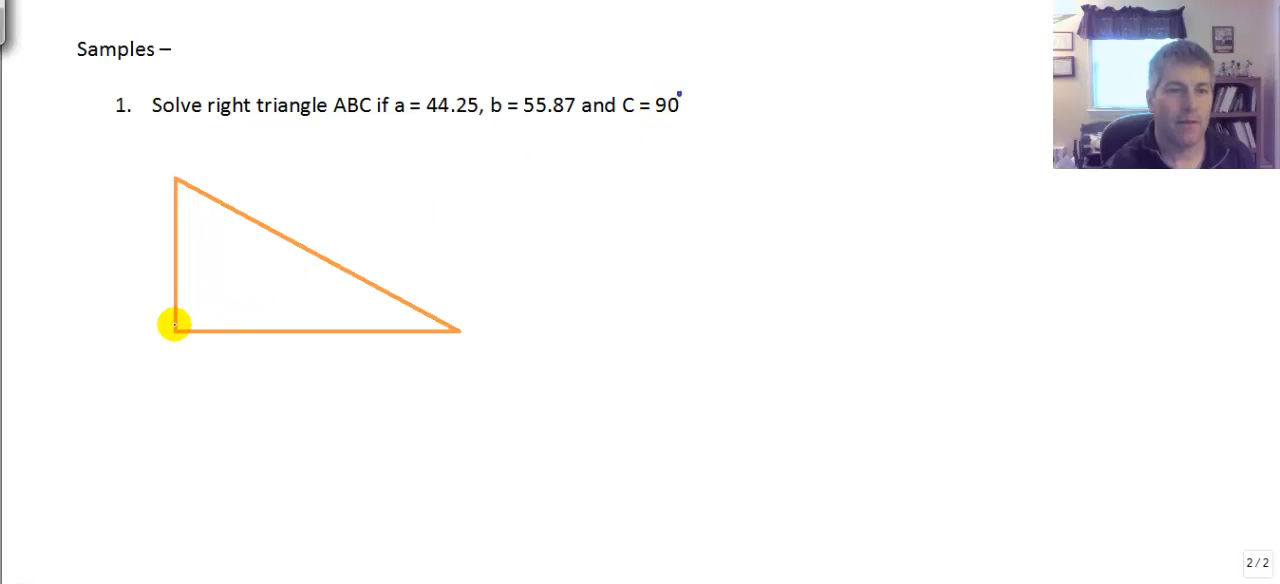 Samples –
1. Solve right triangle ABC if a = 44.25, b = 55.87 and C = 90°
2 / 2